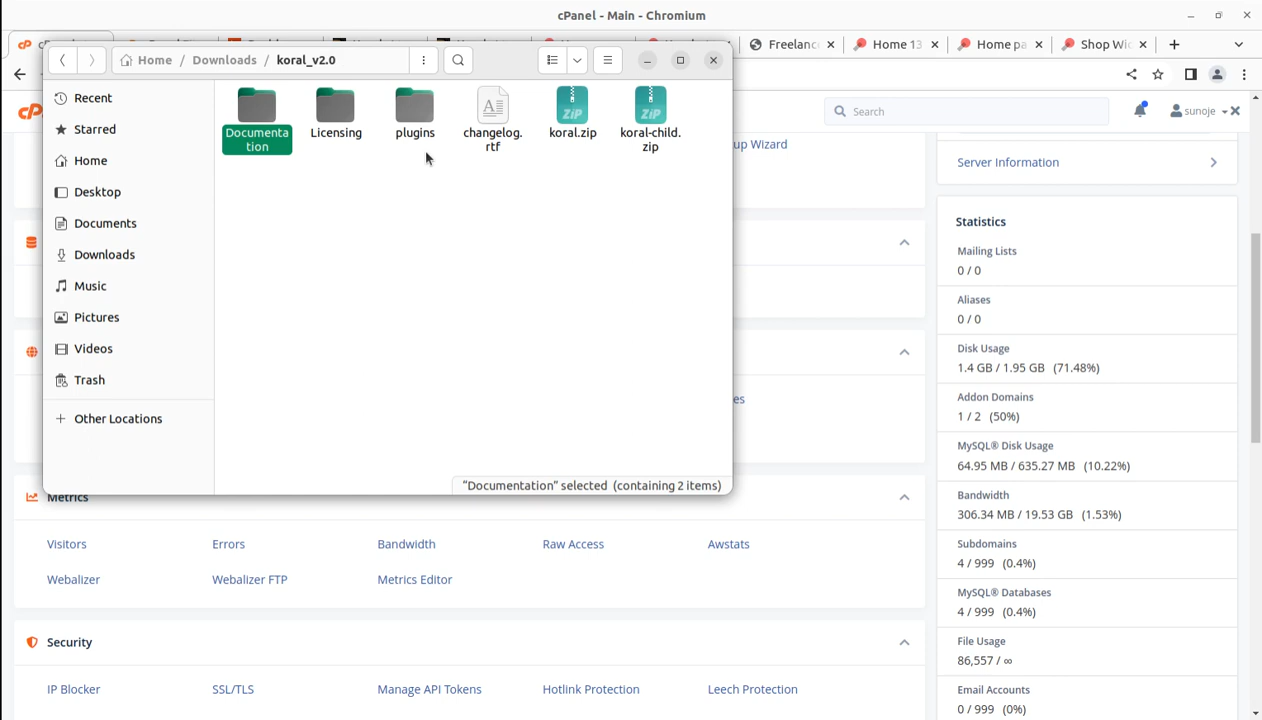 cPanel - Main - Chromium
Freelanc
Home 13
Home pa
Shop Wi
Home / Downloads / koral_v2.0
Search
sunoje
Recent
Starred
Home
Desktop
Documents
Downloads
Music
Pictures
Videos
Trash
Other Locations
Documenta
tion
Licensing
plugins
changelog.
rtf
koral.zip
koral-child.
zip
"Documentation" selected (containing 2 items)
up Wizard
es
Server Information
Statistics
Mailing Lists
0 / 0
Aliases
0 / 0
Disk Usage
1.4 GB / 1.95 GB (71.48%)
Addon Domains
1 / 2 (50%)
MySQL® Disk Usage
64.95 MB / 635.27 MB (10.22%)
Bandwidth
306.34 MB / 19.53 GB (1.53%)
Subdomains
4 / 999 (0.4%)
MySQL® Databases
4 / 999 (0.4%)
File Usage
86,557 / ∞
Email Accounts
0 / 999 (0%)
Metrics
Visitors
Errors
Bandwidth
Raw Access
Awstats
Webalizer
Webalizer FTP
Metrics Editor
Security
IP Blocker
SSL/TLS
Manage API Tokens
Hotlink Protection
Leech Protection